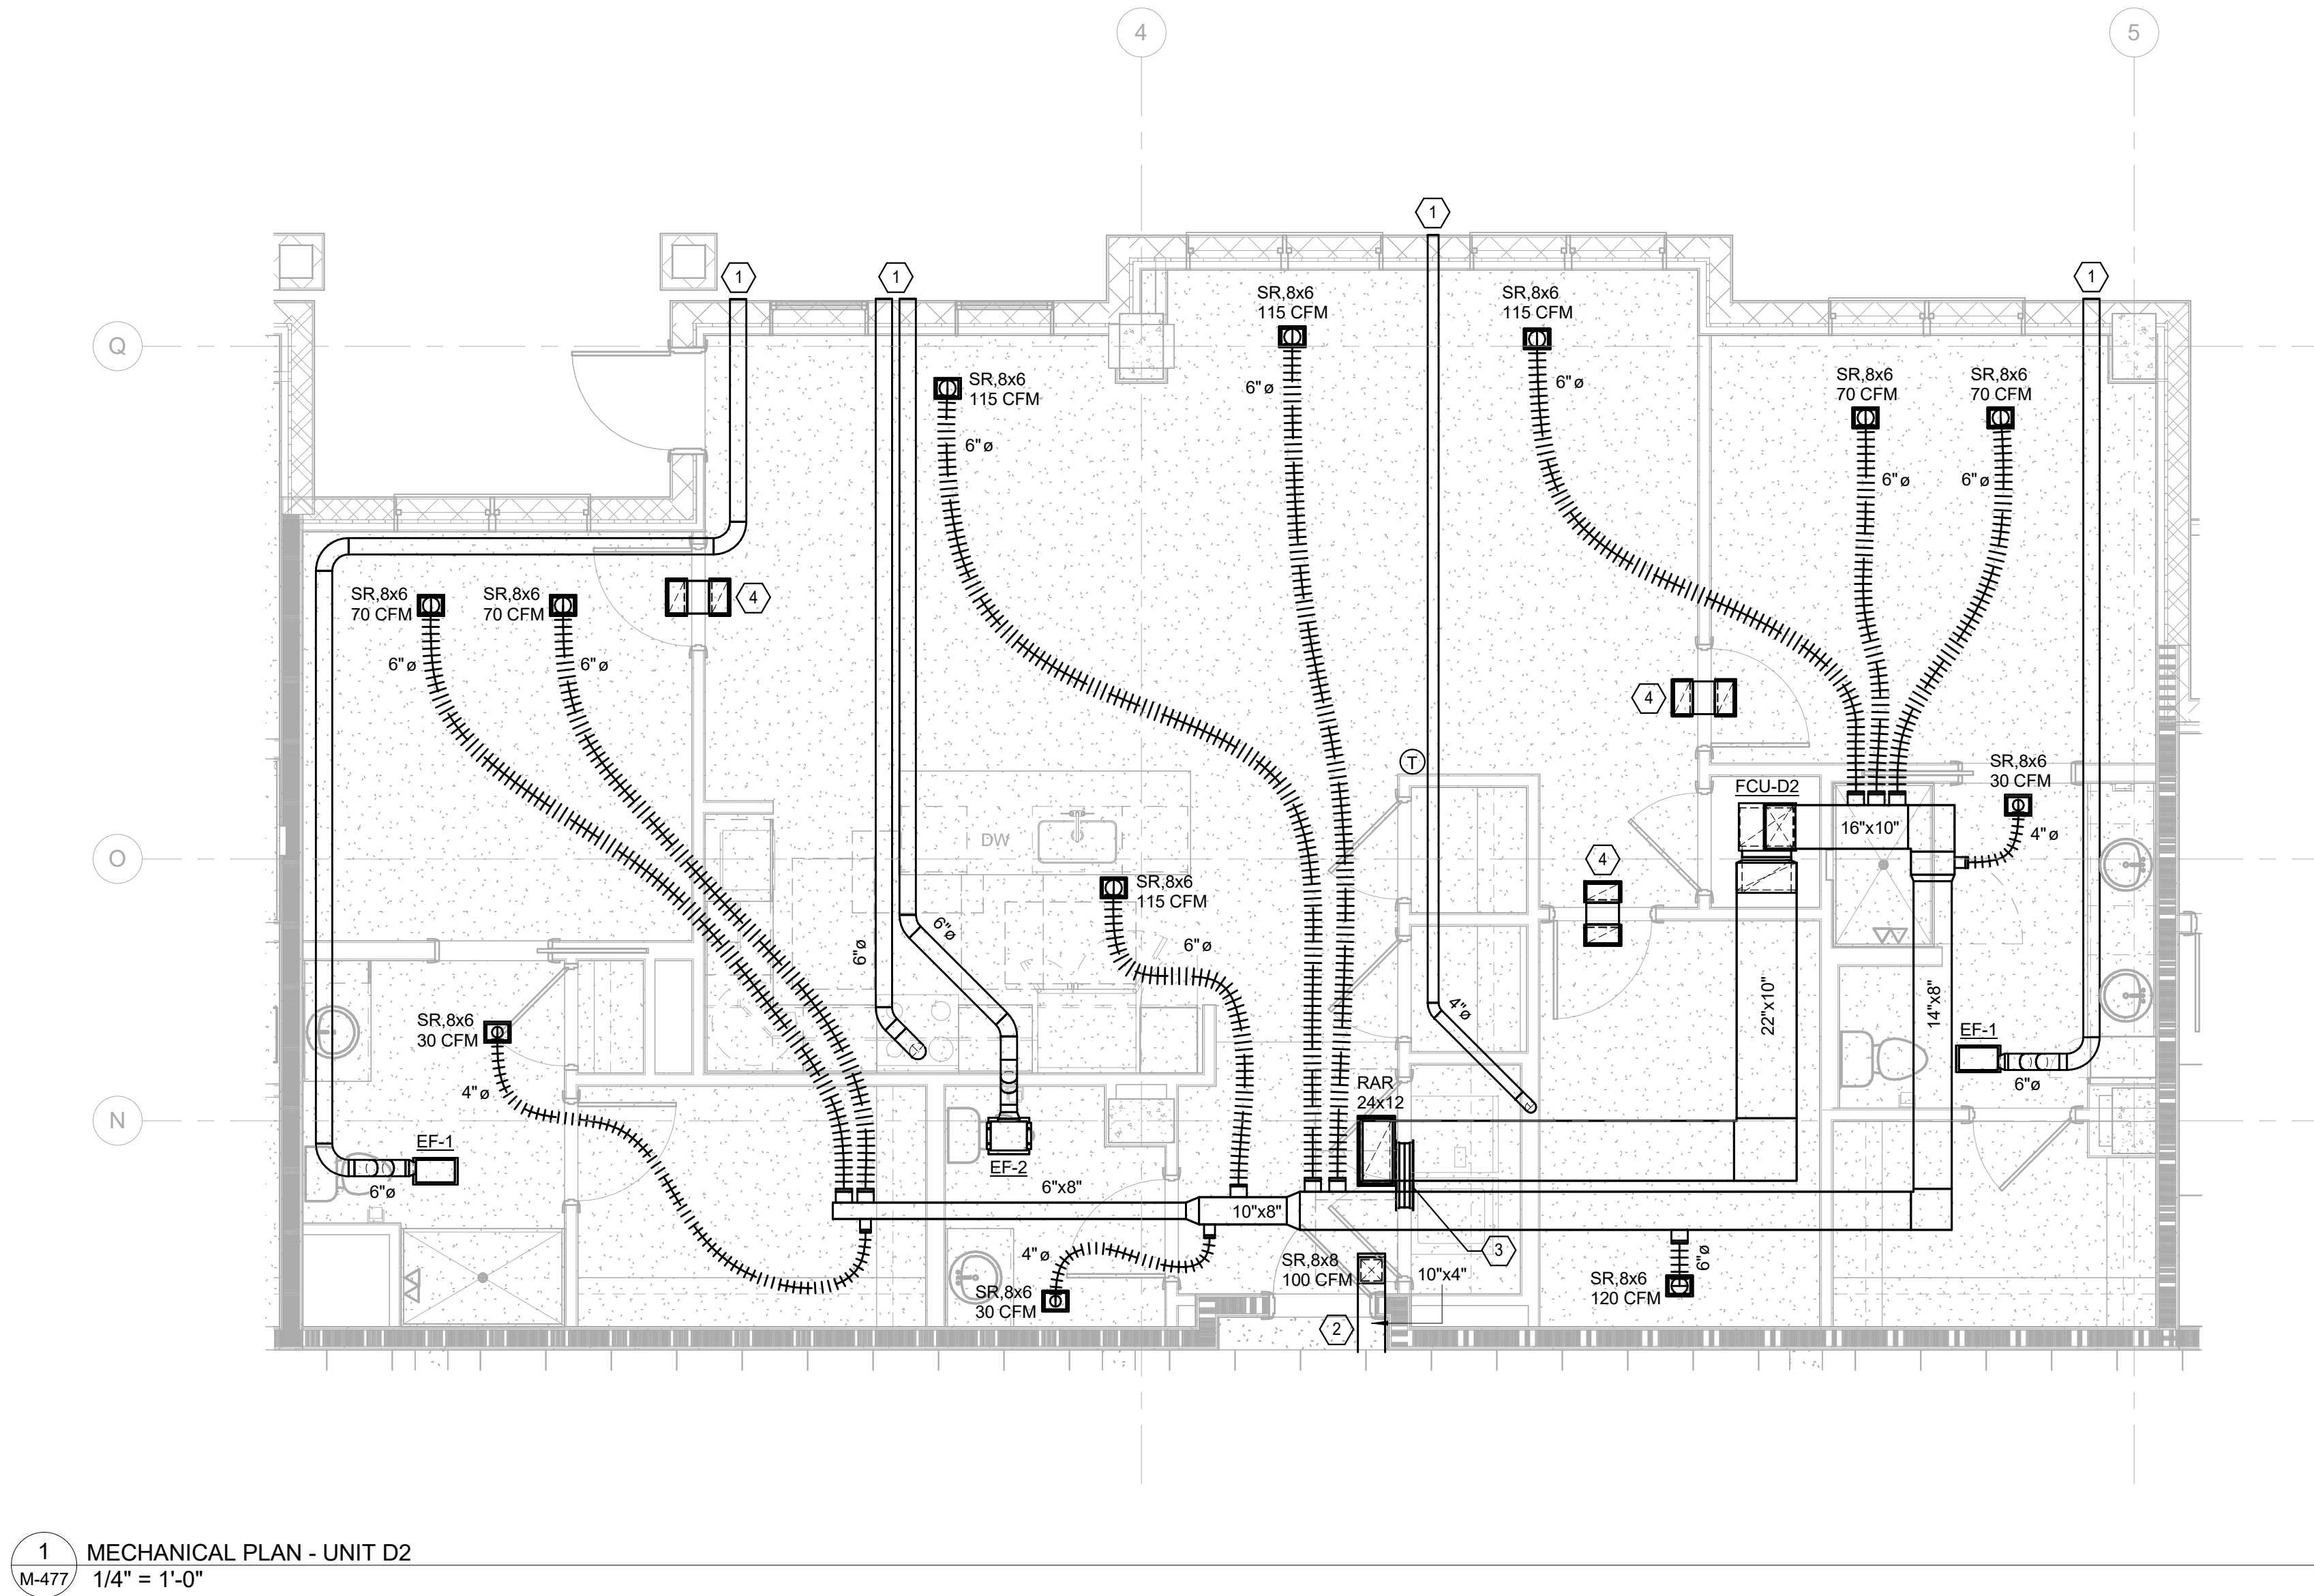 4
5
1
SR,8x6
115 CFM
SR,8x6
115 CFM
1
1
1
Q
SR,8x6
115 CFM
6"ø
6"ø
6"ø
SR,8x6
70 CFM
SR,8x6
70 CFM
6"ø
6"ø
SR,8x6
70 CFM
SR,8x6
70 CFM
4
6"ø
6"ø
4
T
FCU-D2
SR,8x6
30 CFM
16"x10"
4"ø
O
DW
4
SR,8x6
115 CFM
6"ø
6"ø
6"ø
22"x10"
14"x8"
4"ø
SR,8x6
30 CFM
EF-1
6"ø
4"ø
RAR
24x12
N
EF-1
6"ø
EF-2
6"x8"
10"x8"
3
4"ø
SR,8x8
100 CFM
10"x4"
6"ø
SR,8x6
120 CFM
SR,8x6
30 CFM
2
1
M-477
MECHANICAL PLAN - UNIT D2
1/4" = 1'-0"